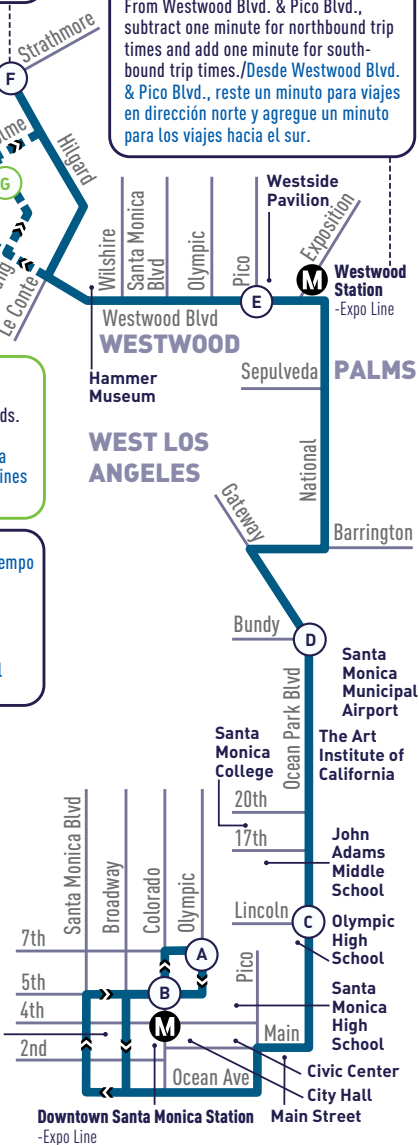 From Westwood Blvd. & Pico Blvd.,
subtract one minute for northbound trip
times and add one minute for south-
bound trip times./Desde Westwood Blvd.
& Pico Blvd., reste un minuto para viajes
en dirección norte y agregue un minuto
para los viajes hacia el sur.
Strathmore
F
Hilgard
G
Le Conte
Wilshire
Santa Monica
Blvd
Olympic
Pico
Westside
Pavilion
Exposition
M
Westwood
Station
-Expo Line
E
Westwood Blvd
WESTWOOD
Hammer
Museum
Sepulveda
PALMS
WEST LOS
ANGELES
National
Gateway
Barrington
Bundy
D
Santa
Monica
Municipal
Airport
Ocean Park Blvd
The Art
Institute of
California
Santa
Monica
College
20th
17th
John
Adams
Middle
School
Lincoln
C
Olympic
High
School
Santa Monica Blvd
Broadway
Colorado
Olympic
7th
A
Pico
5th
B
4th
M
2nd
Santa
Monica
High
School
Main
Civic Center
City Hall
Ocean Ave
Main Street
Downtown Santa Monica Station
-Expo Line